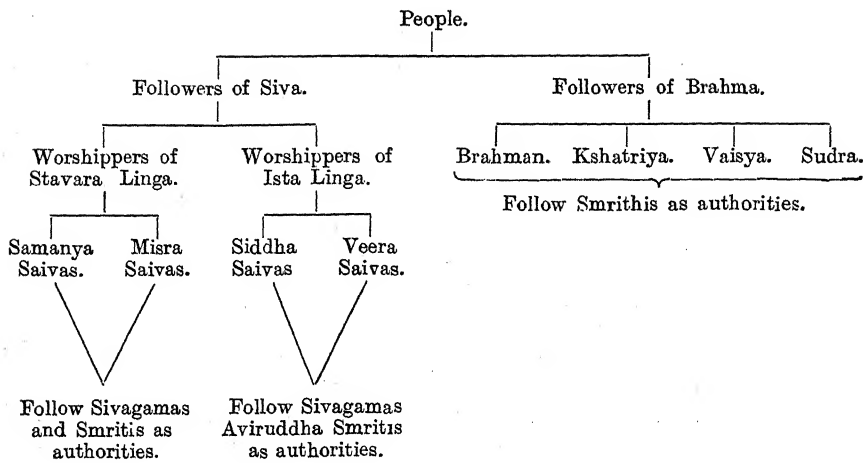 People.
Followers of Siva.
Followers of Brahma.
Worshippers of
Stavara Linga.
Worshippers of
Ista Linga.
Brahman. Kshatriya. Vaisya. Sudra.
Follow Smrithis as authorities.
Samanya
Saivas.
Misra
Saivas.
Siddha
Saivas
Veera
Saivas.
Follow Sivagamas
and Smritis as
authorities.
Follow Sivagamas
Aviruddha Smritis
as authorities.